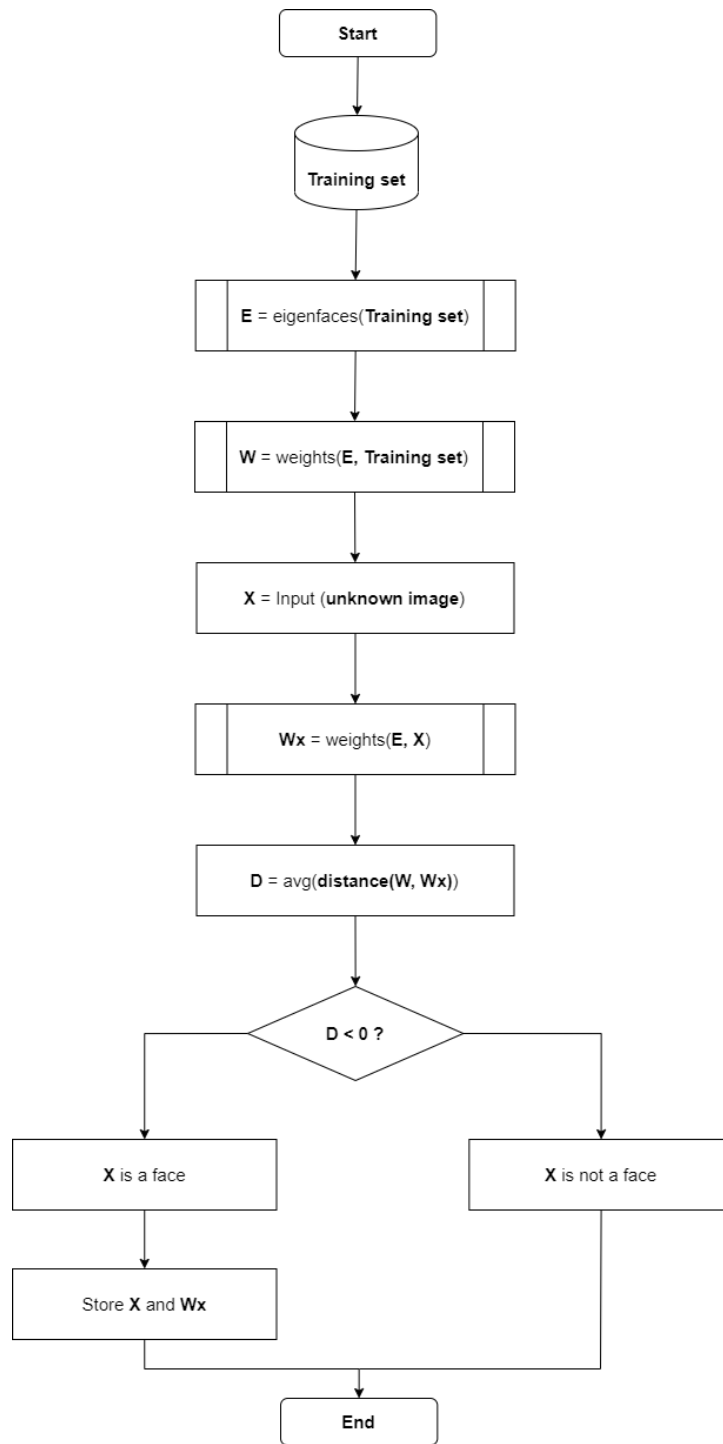 Start
Training set
E = eigenfaces(Training set)
W = weights(E, Training set)
X = Input (unknown image)
Wx = weights(E, X)
D = avg(distance(W, Wx))
D < 0 ?
X is a face
X is not a face
Store X and Wx
End